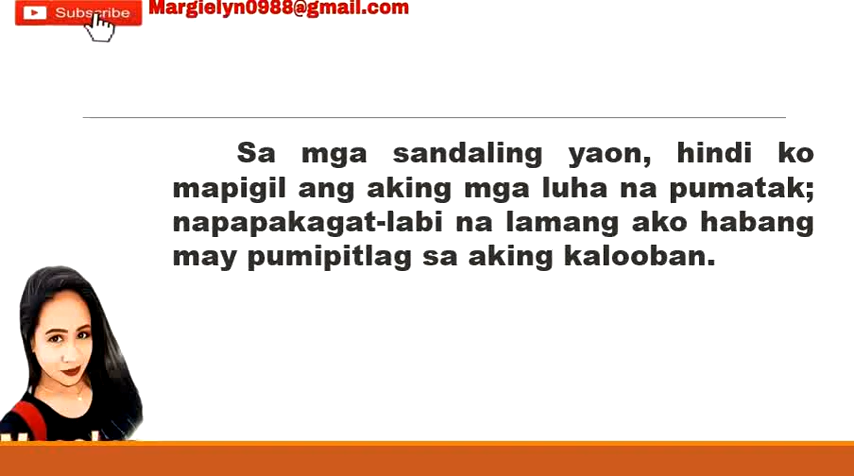 Subscribe
Margielyn0988@gmail.com
Sa mga sandaling yaon, hindi ko
mapigil ang aking mga luha na pumatak;
napapakagat-labi na lamang ako habang
may pumipitlag sa aking kalooban.